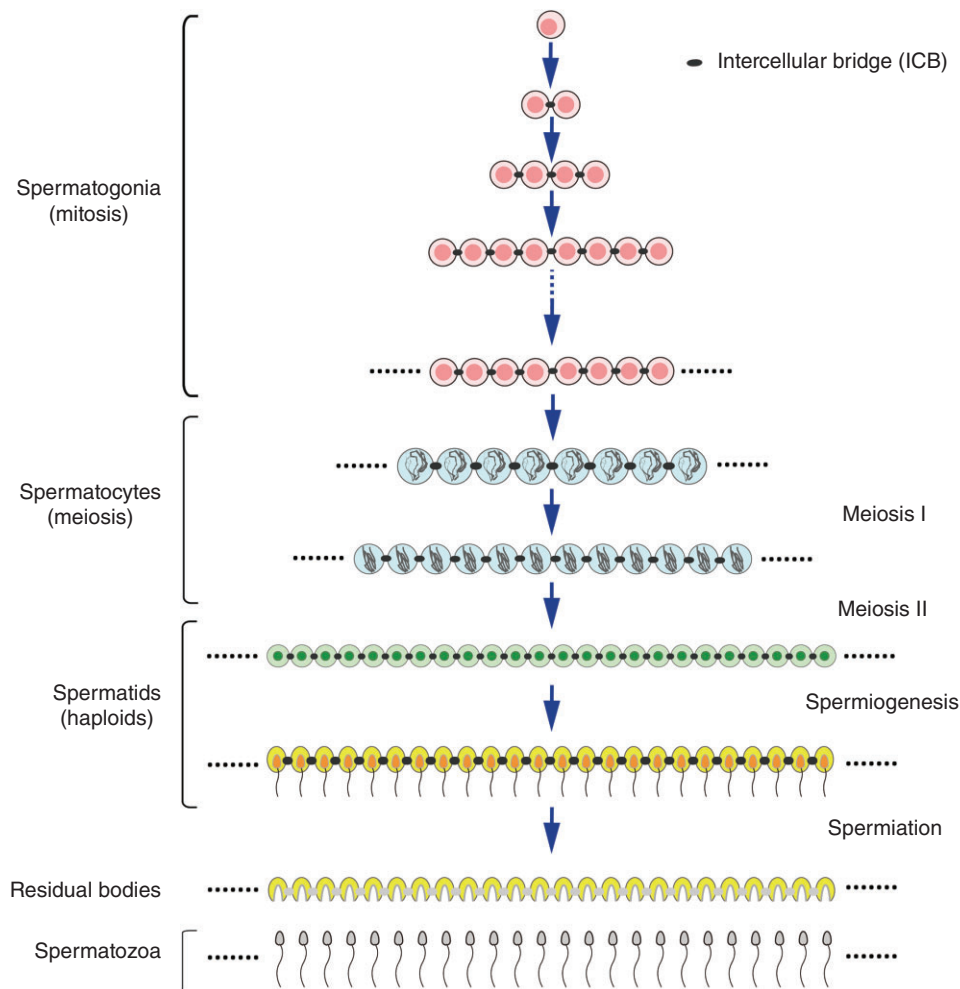 Intercellular bridge (ICB)
Spermatogonia
(mitosis)
Spermatocytes
(meiosis)
Meiosis I
Meiosis II
Spermatids
(haploids)
Spermiogenesis
Spermiation
Residual bodies
Spermatozoa